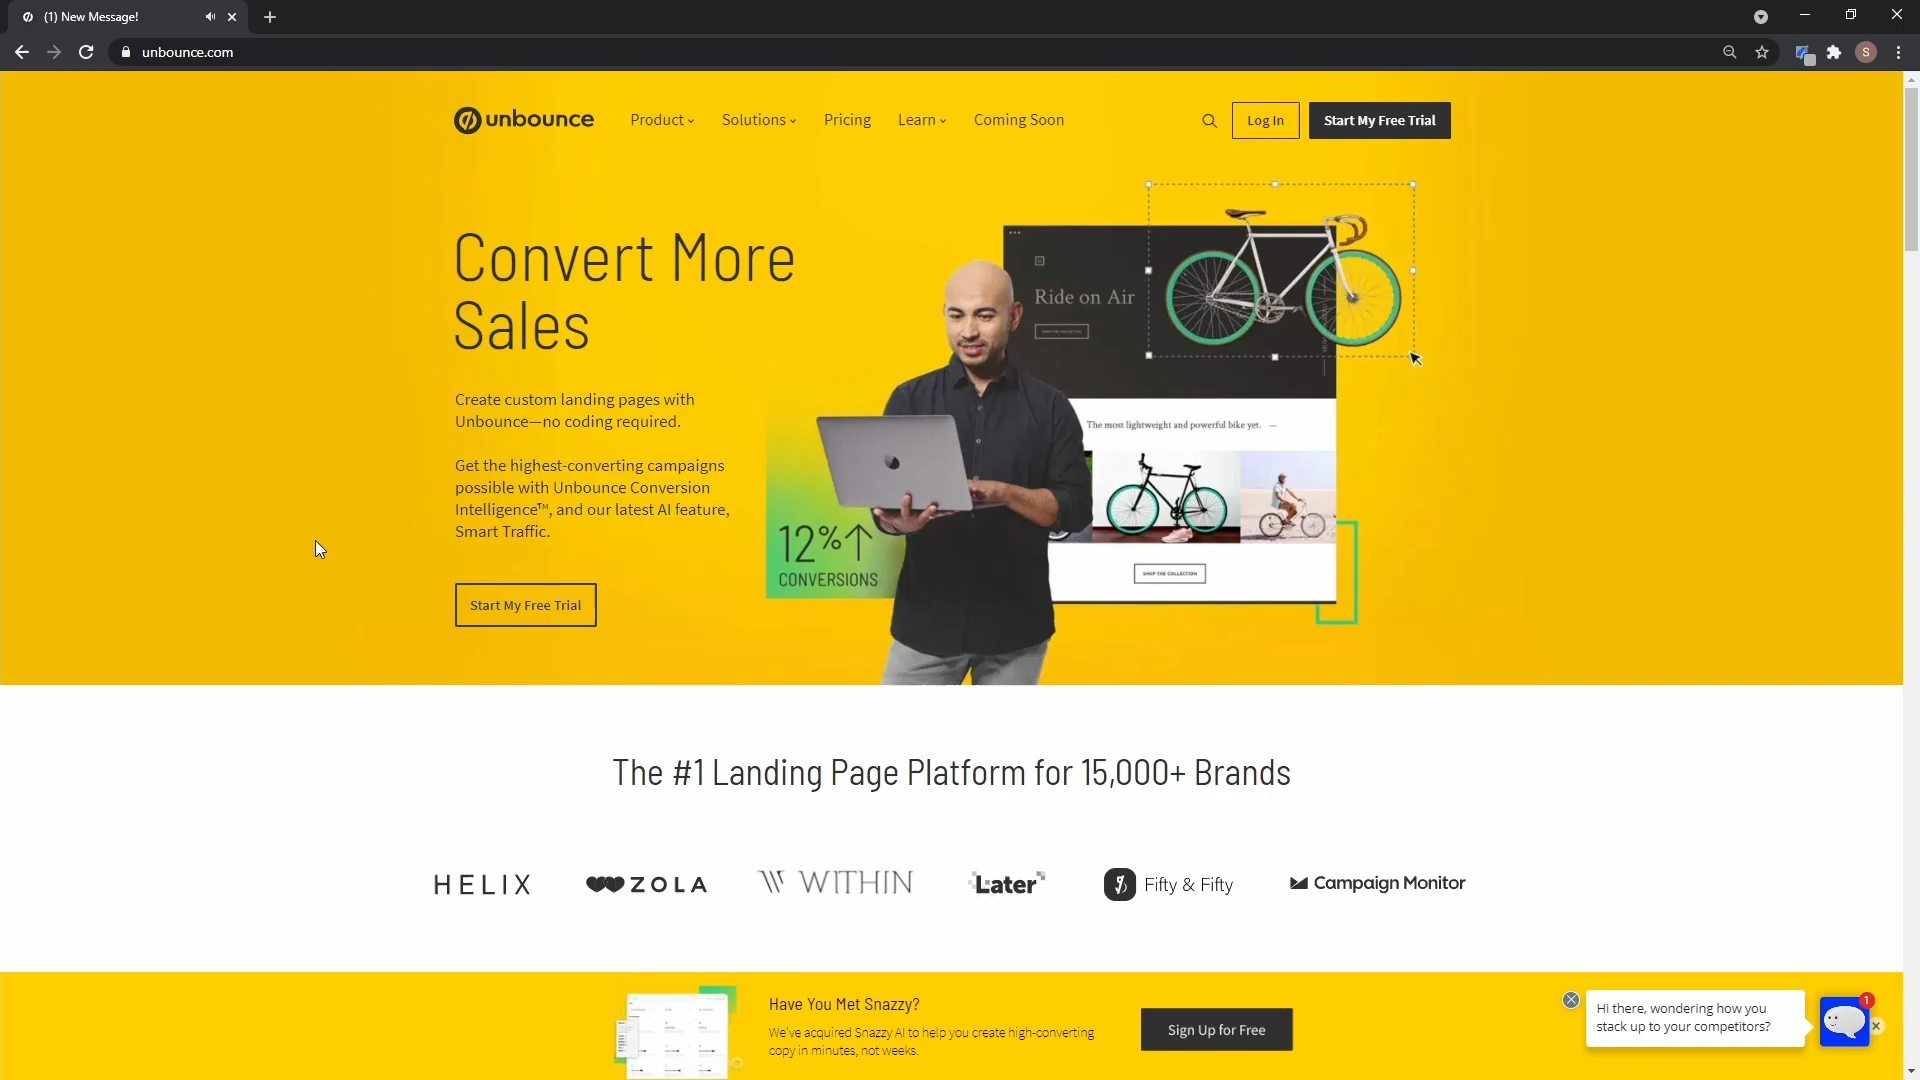 (1) New Message!
unbounce.com
S
unbounce
Product
Solutions
Pricing
Learn
Coming Soon
Log In
Start My Free Trial
Convert More
Sales
Create custom landing pages with
Unbounce—no coding required.
Get the highest-converting campaigns
possible with Unbounce Conversion
Intelligence™, and our latest AI feature,
Smart Traffic.
Start My Free Trial
Ride on Air
The most lightweight and powerful bike yet. —
SHOP THE COLLECTION
12%↑
CONVERSIONS
The #1 Landing Page Platform for 15,000+ Brands
HELIX
ZOLA
WITHIN
Later
Fifty & Fifty
Campaign Monitor
Have You Met Snazzy?
We've acquired Snazzy AI to help you create high-converting
copy in minutes, not weeks.
Sign Up for Free
Hi there, wondering how you
stack up to your competitors?
1